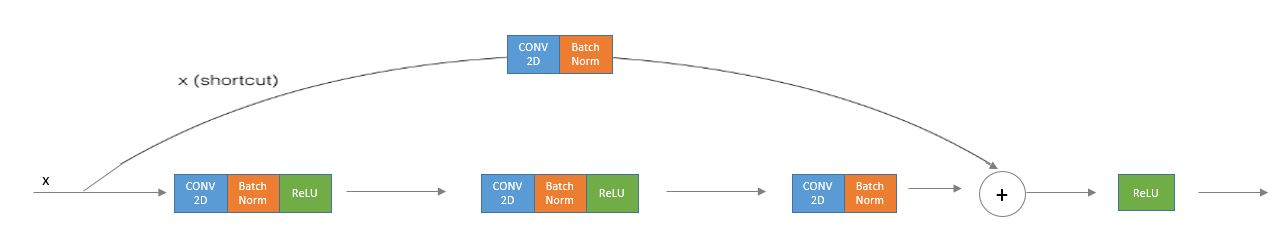 CONV
2D
Batch
Norm
x (shortcut)
x
CONV
2D
Batch
Norm
ReLU
CONV
2D
Batch
Norm
ReLU
CONV
2D
Batch
Norm
+
ReLU